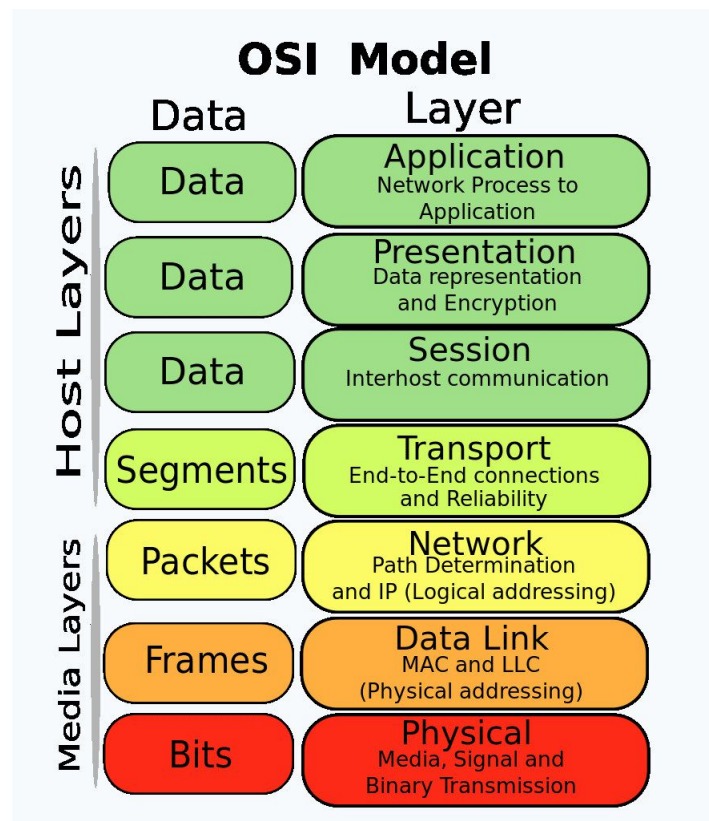 OSI Model
Data
Layer
Host Layers
Data
Application
Network Process to
Application
Data
Presentation
Data representation
and Encryption
Data
Session
Interhost communication
Segments
Transport
End-to-End connections
and Reliability
Media Layers
Packets
Network
Path Determination
and IP (Logical addressing)
Frames
Data Link
MAC and LLC
(Physical addressing)
Bits
Physical
Media, Signal and
Binary Transmission